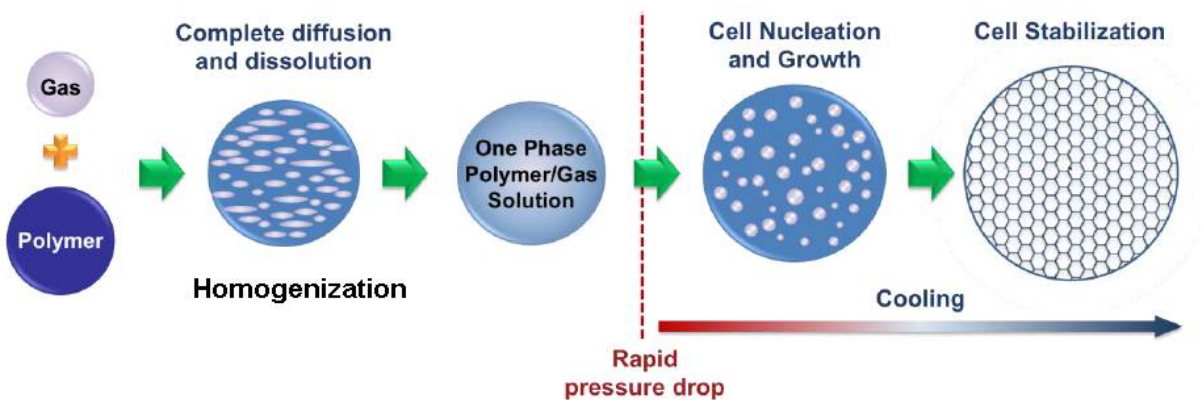 Gas
Polymer
Complete diffusion
and dissolution
Homogenization
One Phase
Polymer/Gas
Solution
Rapid
pressure drop
Cell Nucleation
and Growth
Cell Stabilization
Cooling